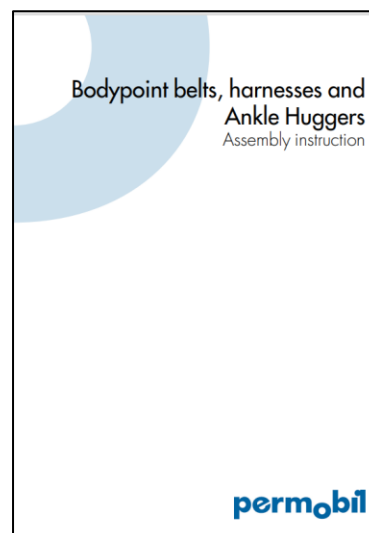 Bodypoint belts, harnesses and
Ankle Huggers
Assembly instruction
permobil